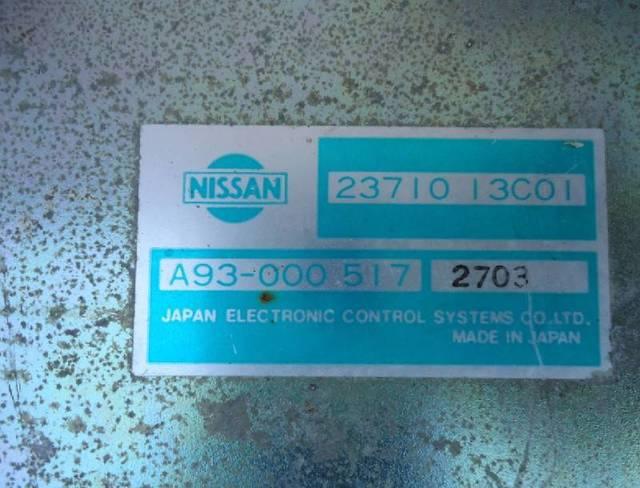 NISSAN
23710 13C01
A93-000 517 2703
JAPAN ELECTRONIC CONTROL SYSTEMS CO.LTD.
MADE IN JAPAN